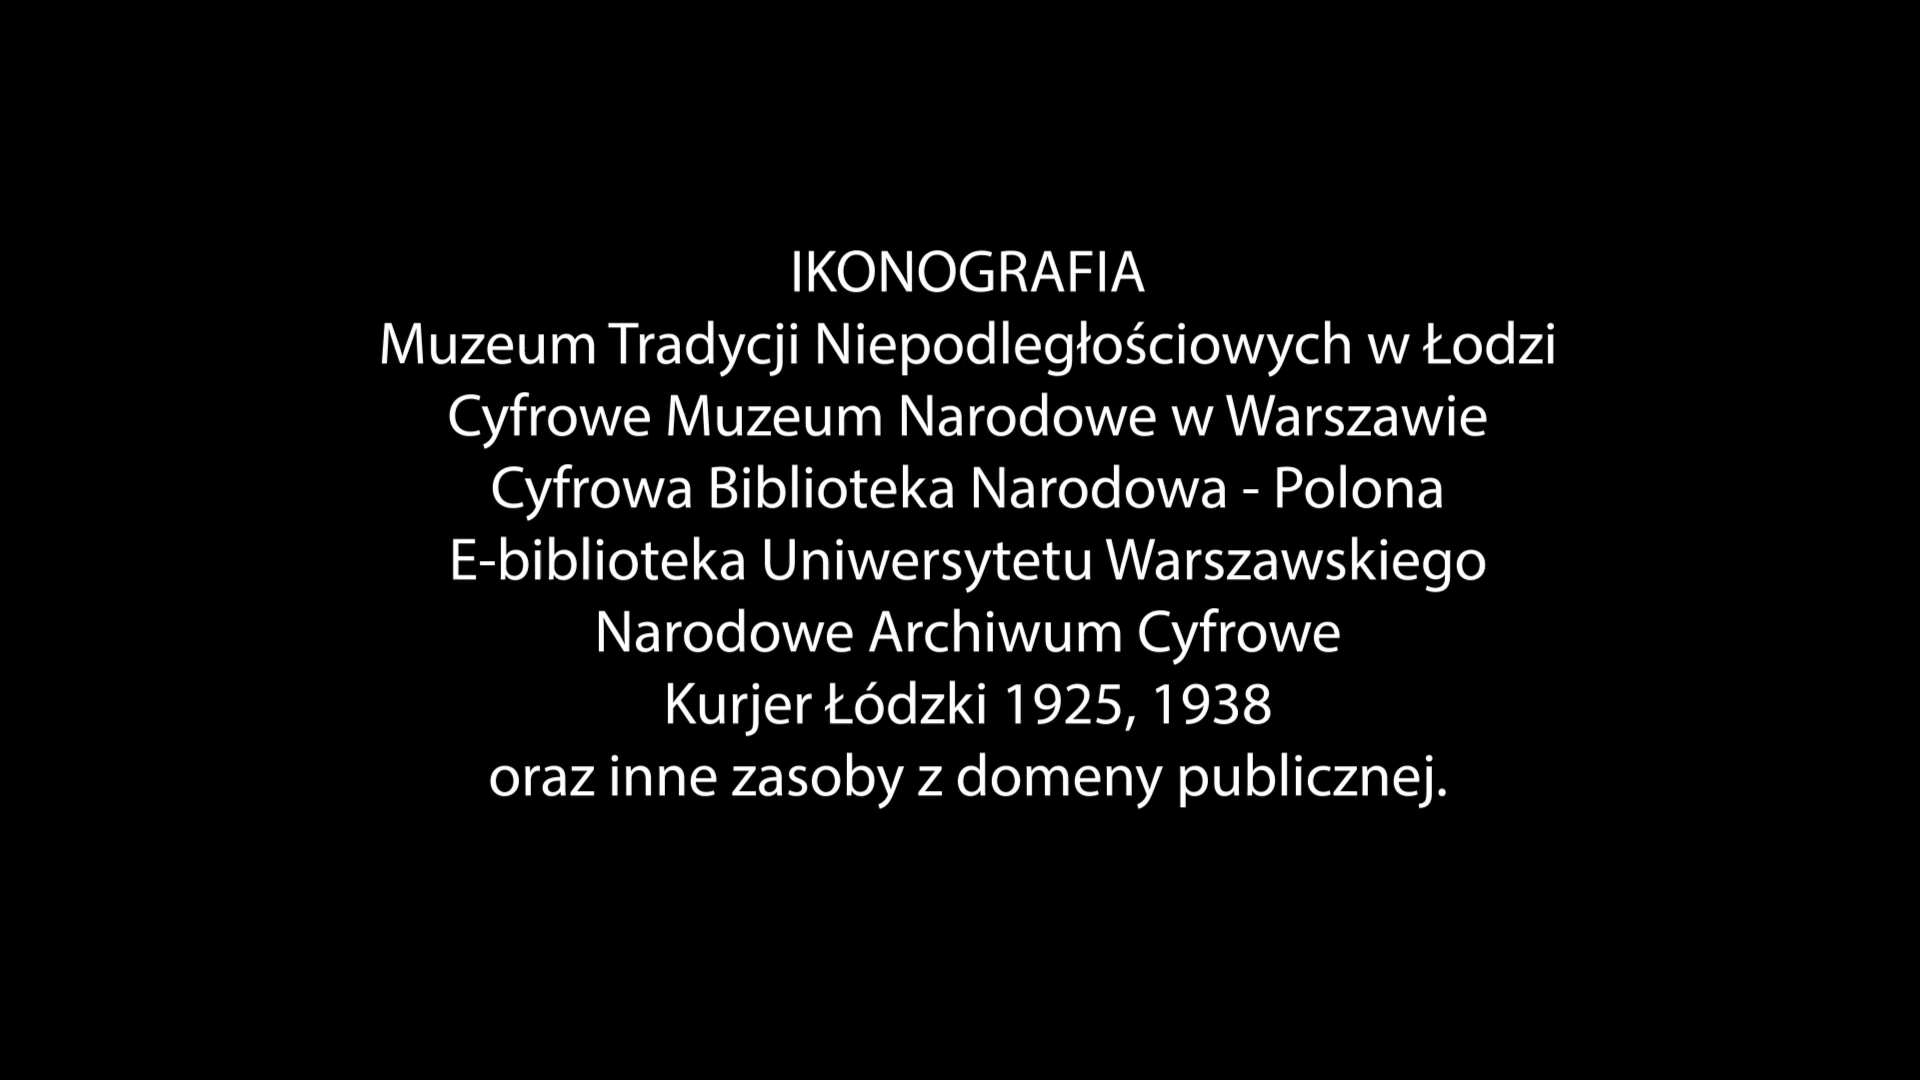 IKONOGRAFIA
Muzeum Tradycji Niepodległościowych w Łodzi
Cyfrowe Muzeum Narodowe w Warszawie
Cyfrowa Biblioteka Narodowa - Polona
E-biblioteka Uniwersytetu Warszawskiego
Narodowe Archiwum Cyfrowe
Kurjer Łódzki 1925, 1938
oraz inne zasoby z domeny publicznej.